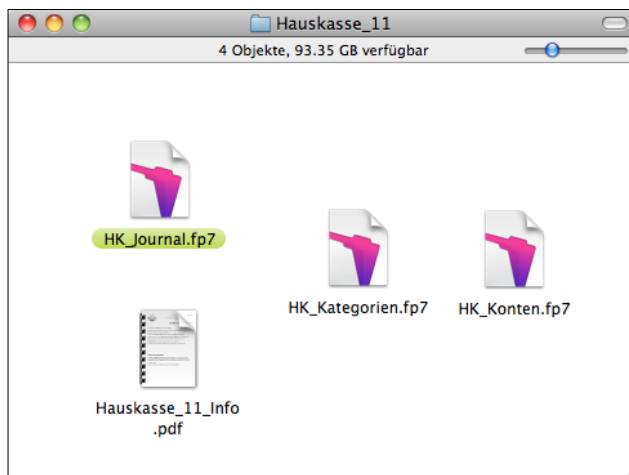 Hauskasse_11
4 Objekte, 93.35 GB verfügbar
HK_Journal.fp7
HK_Kategorien.fp7
HK_Konten.fp7
Hauskasse_11_Info
.pdf